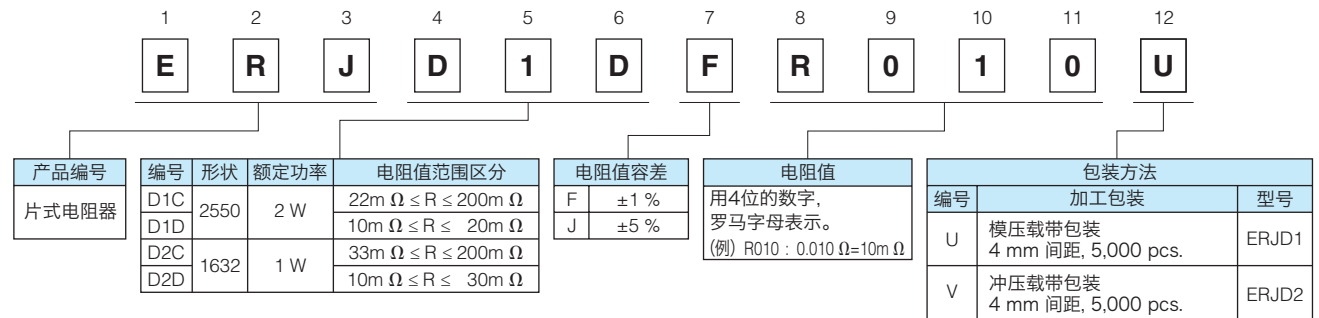 1 2 3 4 5 6 7 8 9 10 11 12
E R J D 1 D F R 0 1 0 U
产品编号
片式电阻器
编号 形状 额定功率 电阻值范围区分
D1C 2550 2 W 22m Ω ≤ R ≤ 200m Ω
D1D 10m Ω ≤ R ≤ 20m Ω
D2C 1632 1 W 33m Ω ≤ R ≤ 200m Ω
D2D 10m Ω ≤ R ≤ 30m Ω
电阻值容差
F ±1 %
J ±5 %
电阻值
用4位的数字,
罗马字母表示。
(例) R010 : 0.010 Ω=10m Ω
包装方法
编号 加工包装 型号
U 模压载带包装 ERJD1
4 mm 间距, 5,000 pcs.
V 冲压载带包装 ERJD2
4 mm 间距, 5,000 pcs.